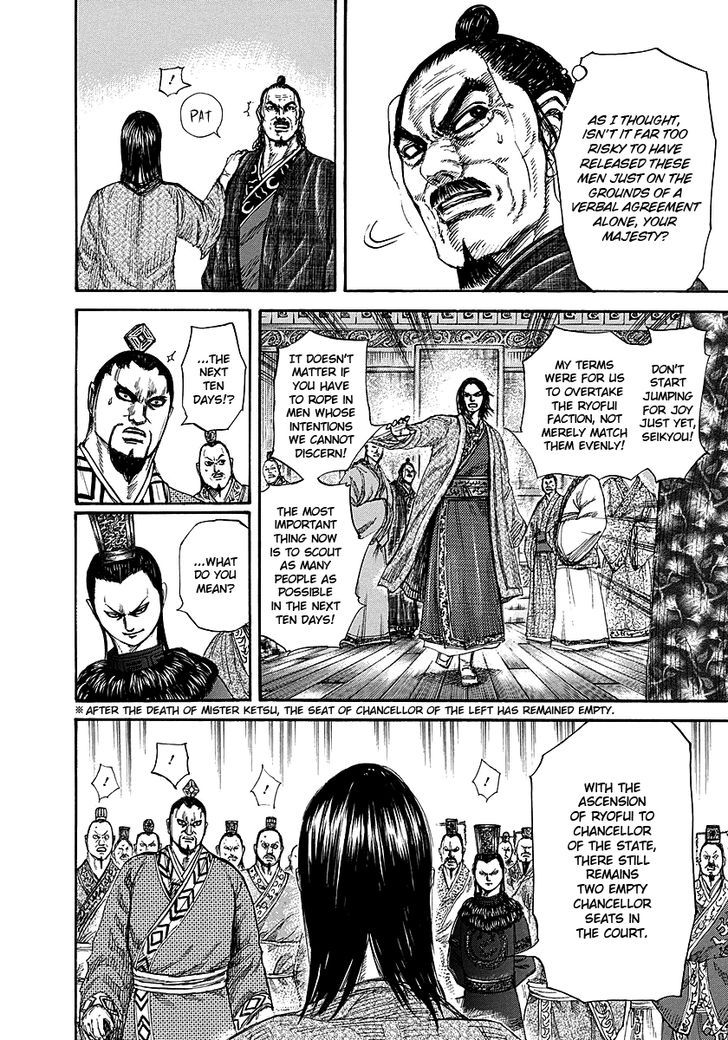 AS I THOUGHT,
ISN'T IT FAR TOO
RISKY TO HAVE
RELEASED THESE
MEN JUST ON THE
GROUNDS OF A
VERBAL AGREEMENT
ALONE, YOUR
MAJESTY?
!
PAT
DON'T
START
JUMPING
FOR JOY
JUST YET,
SEIKYOU!
MY TERMS
WERE FOR US
TO OVERTAKE
THE RYOFUI
FACTION, NOT
MERELY MATCH
THEM EVENLY!
IT DOESN'T
MATTER IF
YOU HAVE
TO ROPE IN
MEN WHOSE
INTENTIONS
WE CANNOT
DISCERN!
THE MOST
IMPORTANT
THING NOW
IS TO SCOUT
AS MANY
PEOPLE AS
POSSIBLE
IN THE NEXT
TEN DAYS!
...THE
NEXT
TEN
DAYS!?
...WHAT
DO YOU
MEAN?
※ AFTER THE DEATH OF MISTER KETSU, THE SEAT OF CHANCELLOR OF THE LEFT HAS REMAINED EMPTY.
WITH THE
ASCENSION
OF RYOFUI TO
CHANCELLOR
OF THE STATE,
THERE STILL
REMAINS
TWO EMPTY
CHANCELLOR
SEATS IN
THE COURT.
!
!
!